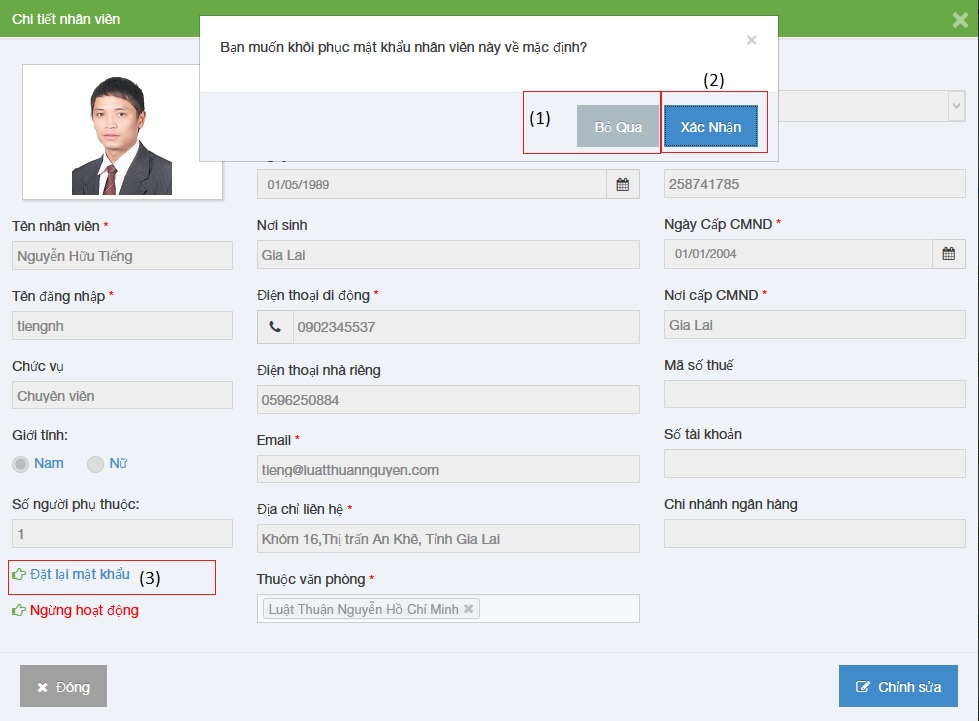 Chi tiết nhân viên
Bạn muốn khôi phục mật khẩu nhân viên này về mặc định?
(1)
Bỏ Qua
(2)
Xác Nhận
Tên nhân viên *
Nguyễn Hữu Tiếng
Tên đăng nhập *
tiengnh
Chức vụ
Chuyên viên
Giới tính:
Nam
Nữ
Số người phụ thuộc:
1
Đặt lại mật khẩu (3)
Ngừng hoạt động
01/05/1989
Nơi sinh
Gia Lai
Điện thoại di động *
0902345537
Điện thoại nhà riêng
0596250884
Email *
tieng@luatthuannguyen.com
Địa chỉ liên hệ *
Khóm 16,Thị trấn An Khê, Tỉnh Gia Lai
Thuộc văn phòng *
Luật Thuận Nguyễn Hồ Chí Minh
258741785
Ngày Cấp CMND *
01/01/2004
Nơi cấp CMND *
Gia Lai
Mã số thuế
Số tài khoản
Chi nhánh ngân hàng
Đóng
Chỉnh sửa